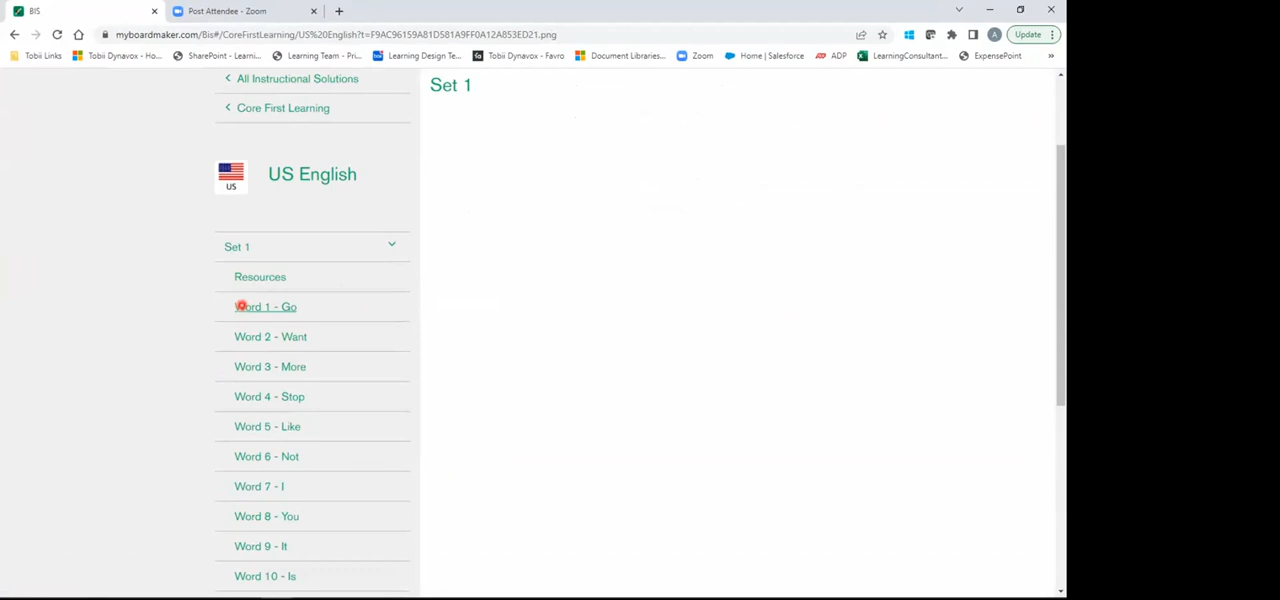 BIS
Post Attendee - Zoom
myboardmaker.com/Bis#/CoreFirstLearning/US%20English?t=F9AC96159A81D581A9FF0A12A853ED21.png
A
Update
Tobii Links
Tobii Dynavox - Ho...
SharePoint - Learni...
Learning Team - Pri...
Learning Design Te...
Tobii Dynavox - Favro
Document Libraries...
Zoom
Home | Salesforce
ADP
LearningConsultant...
ExpensePoint
»
All Instructional Solutions
Core First Learning
US
US English
Set 1
Resources
Word 1 - Go
Word 2 - Want
Word 3 - More
Word 4 - Stop
Word 5 - Like
Word 6 - Not
Word 7 - I
Word 8 - You
Word 9 - It
Word 10 - Is
Set 1